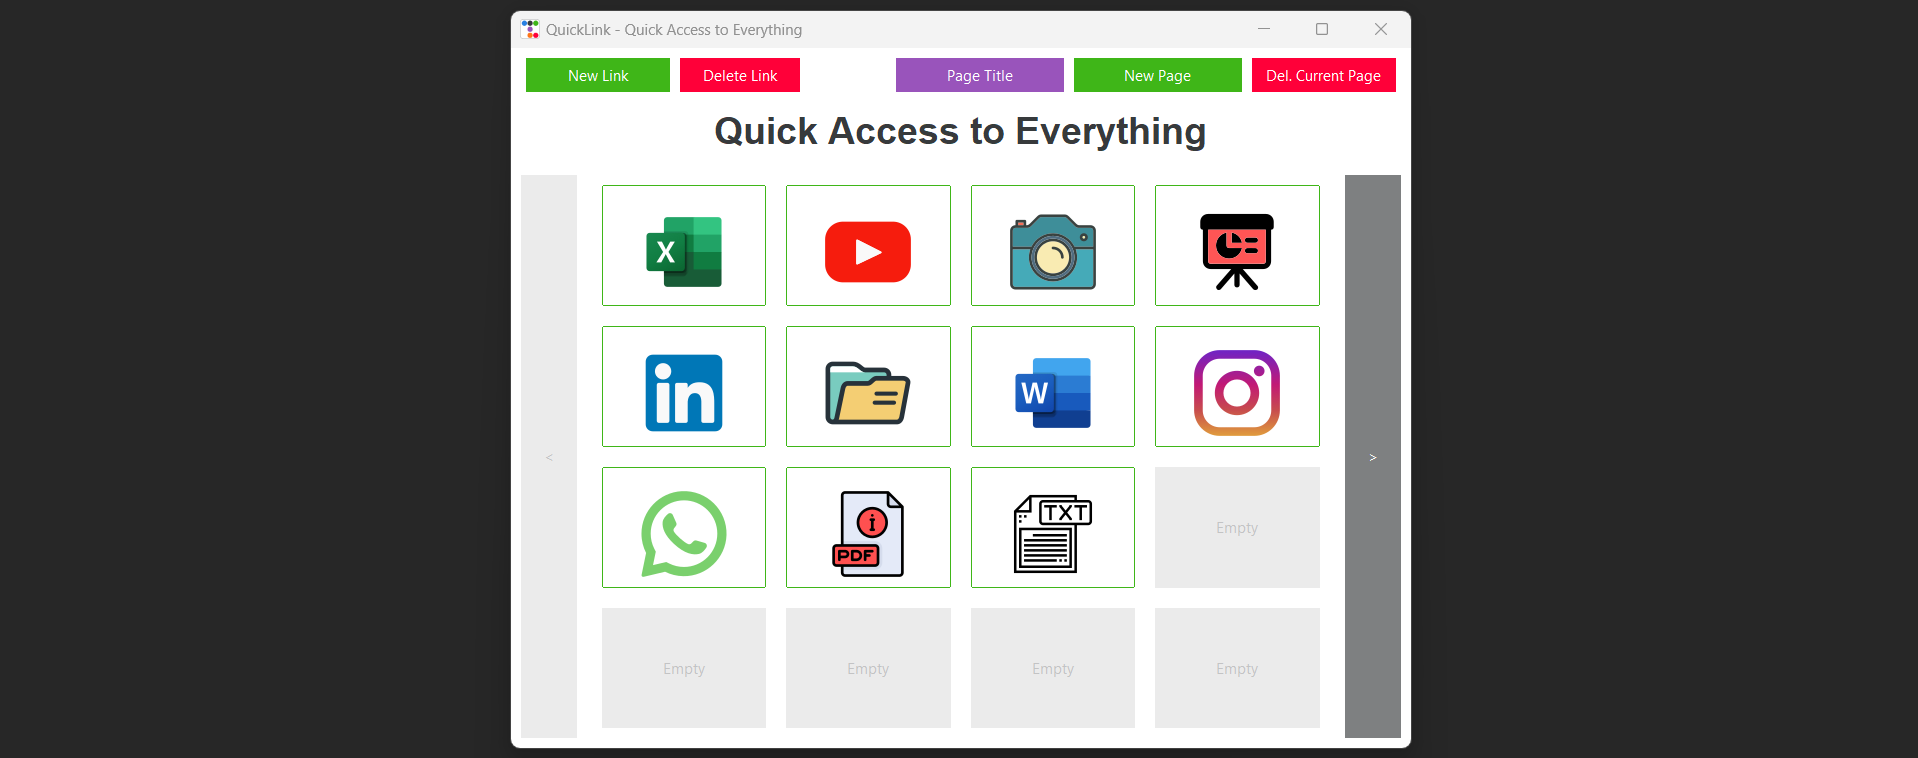 QuickLink - Quick Access to Everything
New Link
Delete Link
Page Title
New Page
Del. Current Page
Quick Access to Everything
X
in
W
<
>
PDF
i
TXT
Empty
Empty
Empty
Empty
Empty